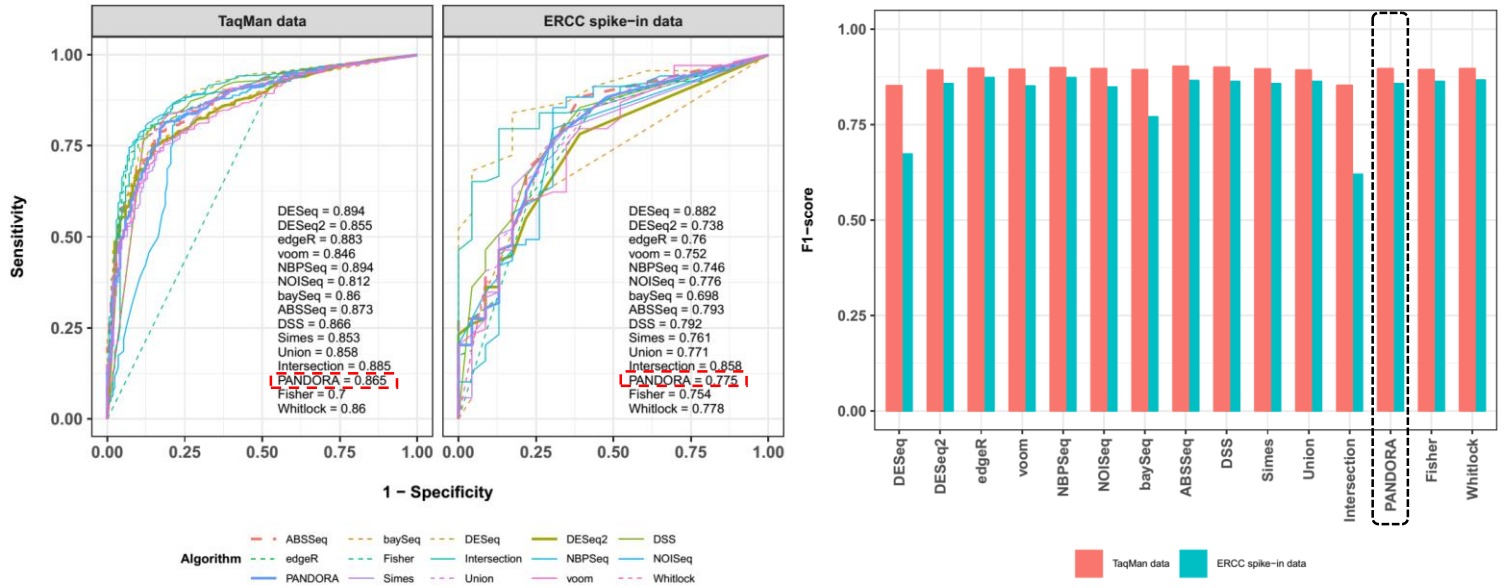 TaqMan data
ERCC spike−in data
Sensitivity
1.00
0.75
0.50
0.25
0.00
DESeq = 0.894
DESeq2 = 0.855
edgeR = 0.883
voom = 0.846
NBPSeq = 0.894
NOISeq = 0.812
baySeq = 0.86
ABSSeq = 0.873
DSS = 0.866
Simes = 0.853
Union = 0.858
Intersection = 0.885
PANDORA = 0.865
Fisher = 0.7
Whitlock = 0.86
DESeq = 0.882
DESeq2 = 0.738
edgeR = 0.76
voom = 0.752
NBPSeq = 0.746
NOISeq = 0.776
baySeq = 0.698
ABSSeq = 0.793
DSS = 0.792
Simes = 0.761
Union = 0.771
Intersection = 0.858
PANDORA = 0.775
Fisher = 0.754
Whitlock = 0.778
0.00 0.25 0.50 0.75 1.00
0.00 0.25 0.50 0.75 1.00
1 − Specificity
Algorithm
ABSSeq baySeq DESeq DESeq2 DSS
edgeR Fisher Intersection NBPSeq NOISeq
PANDORA Simes Union voom Whitlock
F1−score
1.00
0.75
0.50
0.25
0.00
DESeq
DESeq2
edgeR
voom
NBPSeq
NOISeq
baySeq
ABSSeq
DSS
Simes
Union
Intersection
PANDORA
Fisher
Whitlock
TaqMan data ERCC spike−in data